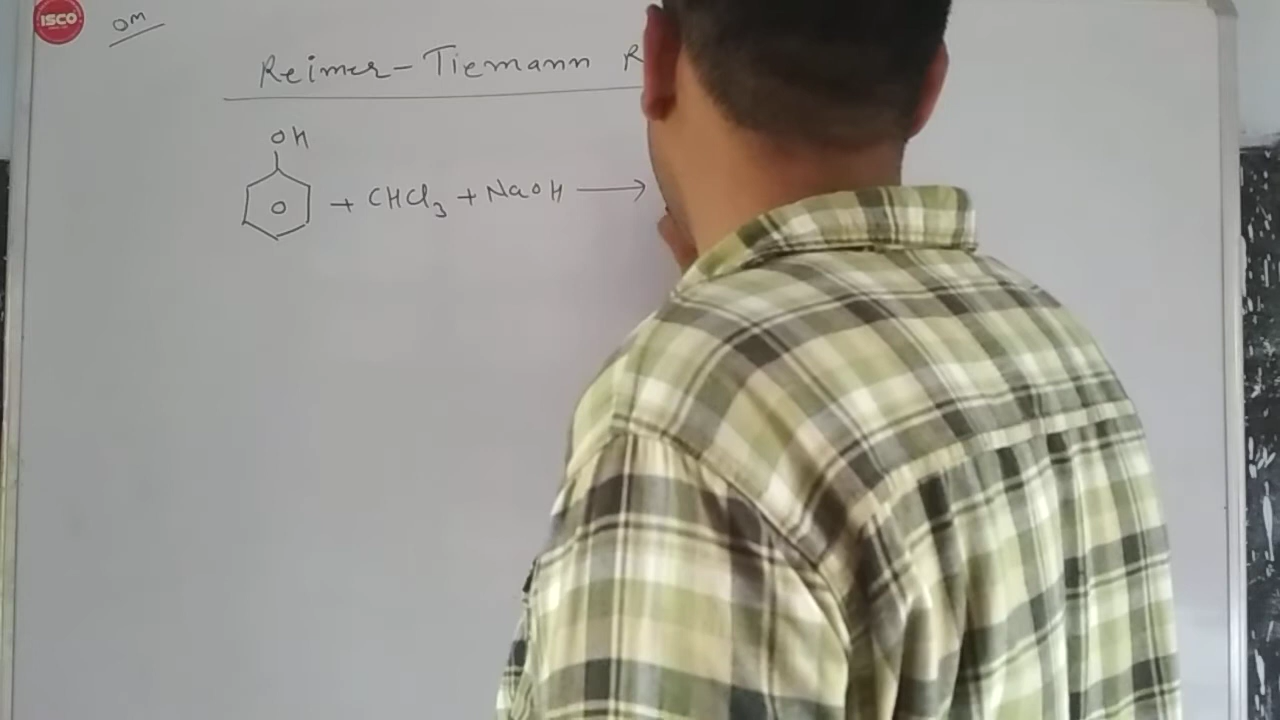 ISCO
OM
Reimer-Tiemann R
OH
+ CHCl3 + NaOH →